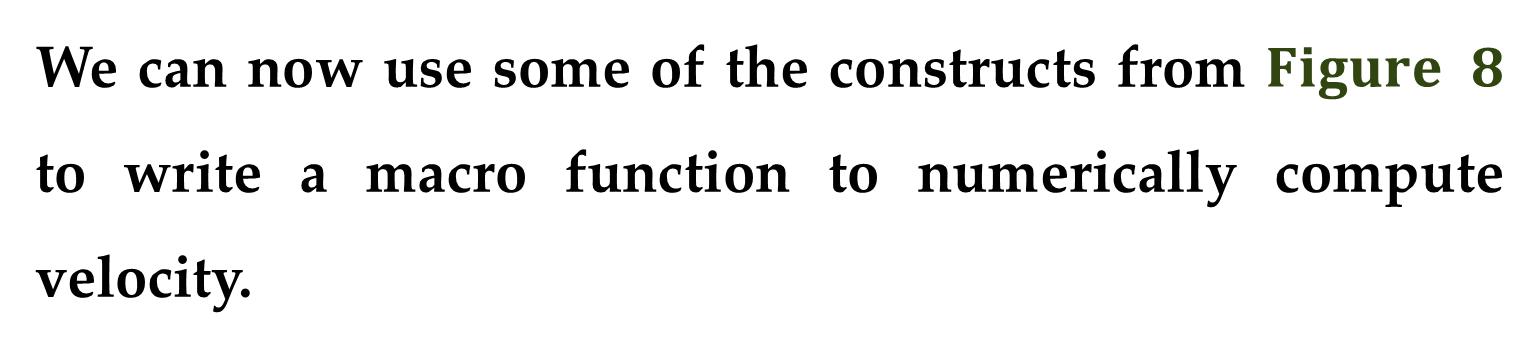 We can now use some of the constructs from Figure 8
to write a macro function to numerically compute
velocity.